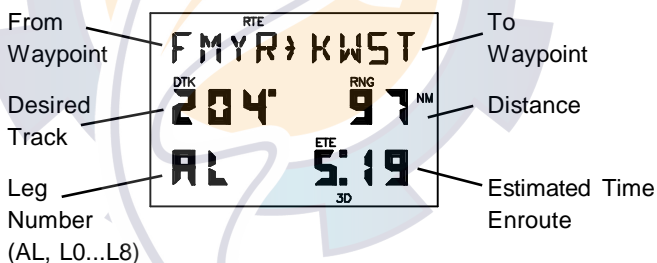 From
Waypoint
Desired
Track
Leg
Number
(AL, L0...L8)
RTE
FMYR›KWST
DTK RNG
204° 97 NM
ETE
AL 5:19
3D
To
Waypoint
Distance
Estimated Time
Enroute